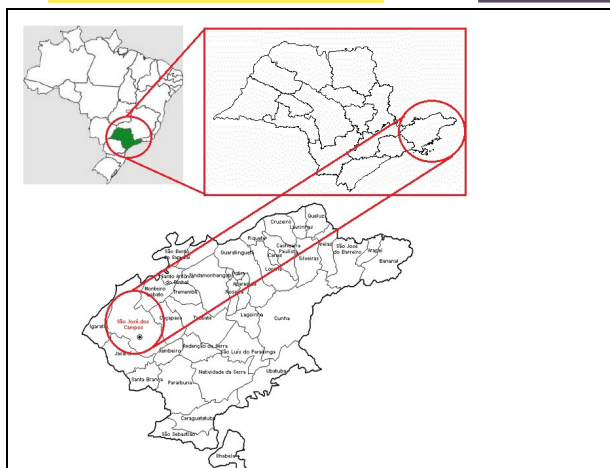 Queluz
Cruzeiro
Lavrinhas
Piquete
Cachoeira
Paulista
Areias
São José
do Barreiro
Arapeí
Bananal
São Bento
do Sapucaí
Guaratinguetá
Canas
Silveiras
Lorena
Santo Antônio
do Pinhal
Pindamonhangaba
Potim
Aparecida
Roseira
Monteiro
Lobato
Tremembé
São José dos
Campos
Igaratá
Caçapava
Taubaté
Lagoinha
Cunha
Jacareí
Jambeiro
Redenção da Serra
São Luís do Paraitinga
Santa Branca
Paraibuna
Natividade da Serra
Ubatuba
Caraguatatuba
São Sebastião
Ilhabela